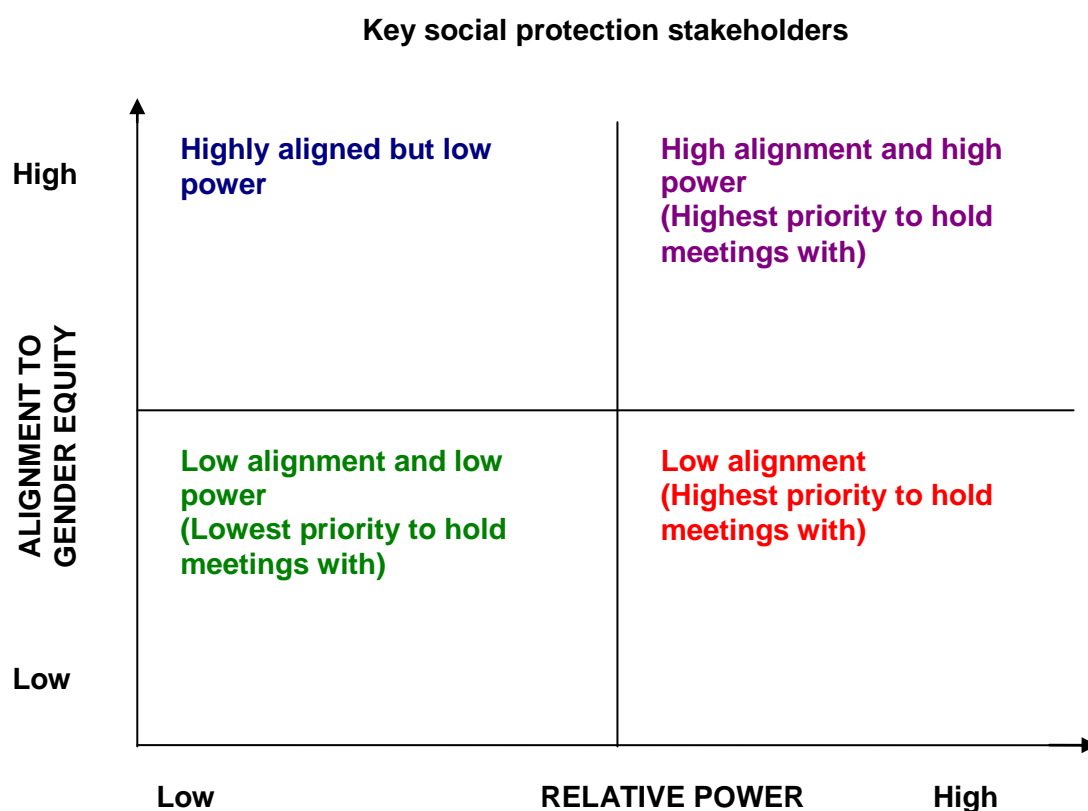 Key social protection stakeholders
High
Highly aligned but low
power
High alignment and high
power
(Highest priority to hold
meetings with)
ALIGNMENT TO
GENDER EQUITY
Low alignment and low
power
(Lowest priority to hold
meetings with)
Low alignment
(Highest priority to hold
meetings with)
Low
Low
RELATIVE POWER
High